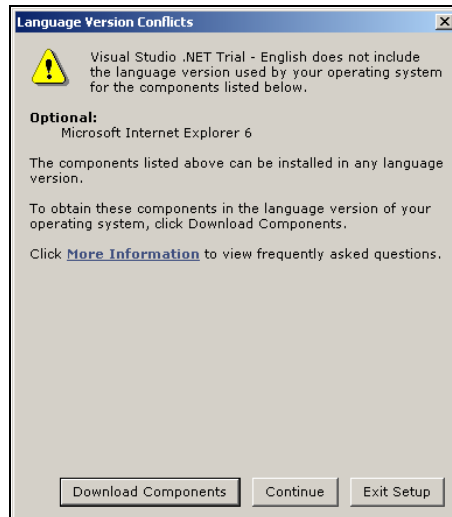 Language Version Conflicts
Visual Studio .NET Trial - English does not include
the language version used by your operating system
for the components listed below.
Optional:
Microsoft Internet Explorer 6
The components listed above can be installed in any language
version.
To obtain these components in the language version of your
operating system, click Download Components.
Click More Information to view frequently asked questions.
Download Components Continue Exit Setup